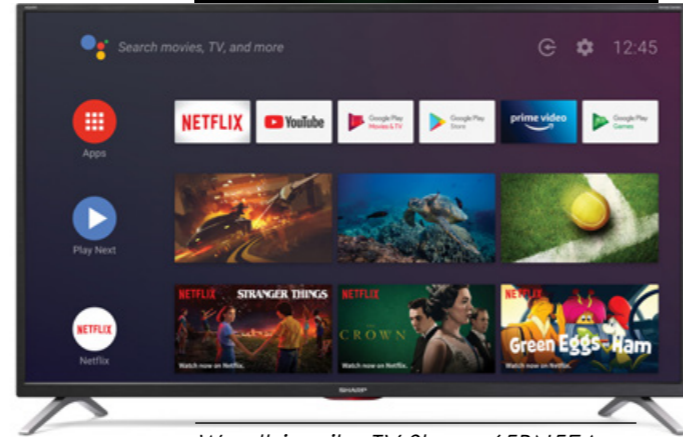 Search movies, TV, and more
12:45
NETFLIX
YouTube
Google Play
Movies & TV
Google Play
Store
prime video
Google Play
Games
Apps
Play Next
NETFLIX
STRANGER THINGS
Watch now on Netflix.
NETFLIX
THE
CROWN
Watch now on Netflix.
NETFLIX
Green Eggs and Ham
Watch now on Netflix.
NETFLIX
Netflix
SHARP